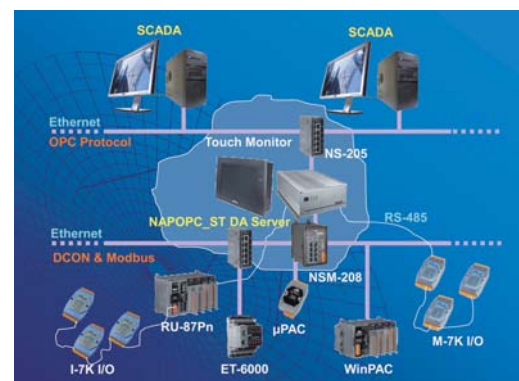 SCADA
SCADA
Ethernet
OPC Protocol
Touch Monitor
NS-205
NAPOPC_ST DA Server
RS-485
Ethernet
DCON & Modbus
NSM-208
RU-87Pn
µPAC
M-7K I/O
I-7K I/O
ET-6000
WinPAC